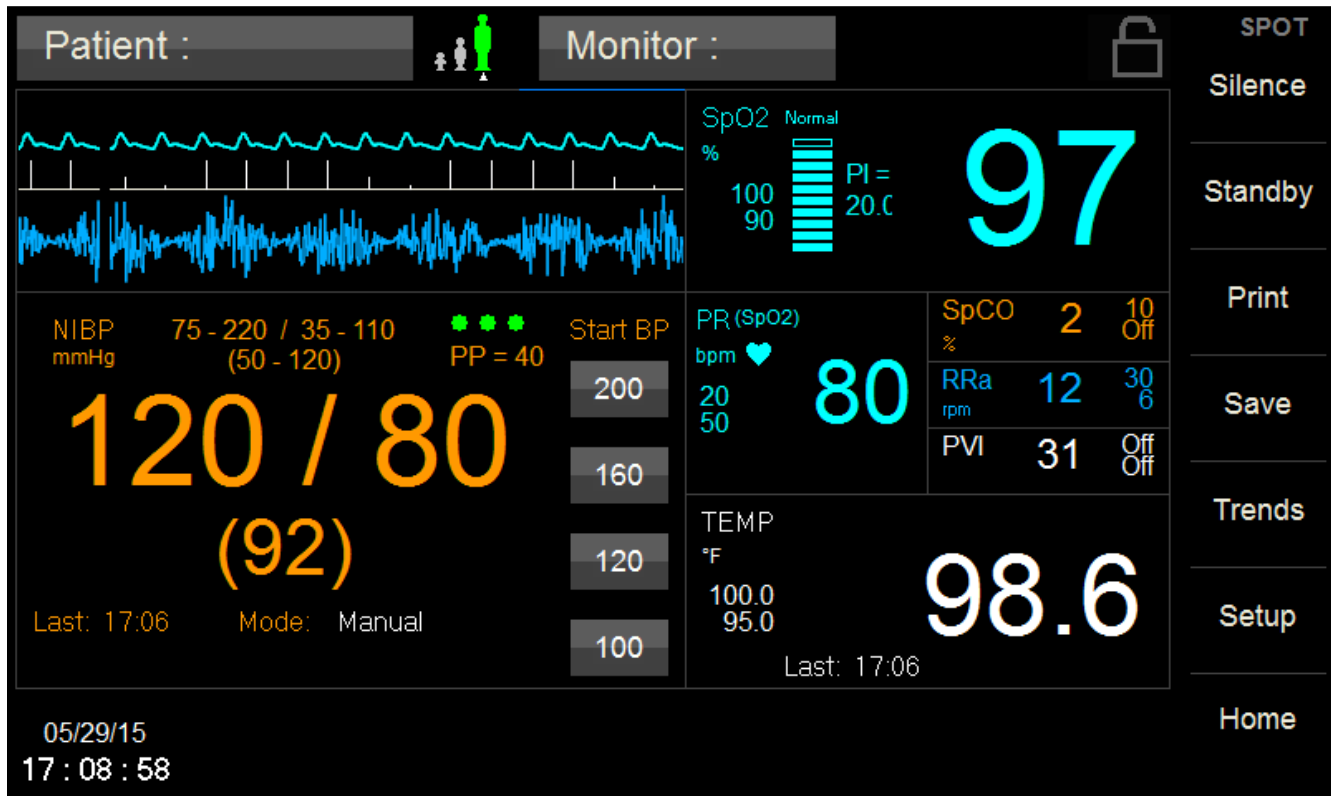 Patient :
Monitor :
SPOT
Silence
Standby
Print
Save
Trends
Setup
Home
SpO2 Normal
%
100
90
PI =
20.0
97
NIBP
mmHg
75 - 220 / 35 - 110
(50 - 120)
PP = 40
Start BP
120 / 80
(92)
200
160
120
100
Last: 17:06 Mode: Manual
PR (SpO2)
bpm
20
50
80
SpCO
%
2
10
Off
RRa
rpm
12
30
6
PVI
31
Off
Off
TEMP
°F
100.0
95.0
98.6
Last: 17:06
05/29/15
17 : 08 : 58